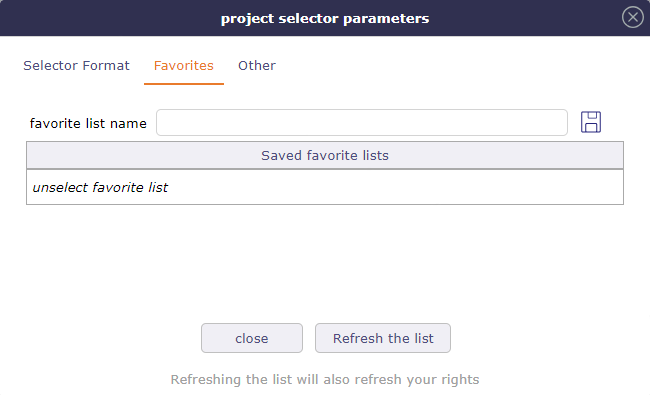 project selector parameters
Selector Format Favorites Other
favorite list name
Saved favorite lists
unselect favorite list
close Refresh the list
Refreshing the list will also refresh your rights